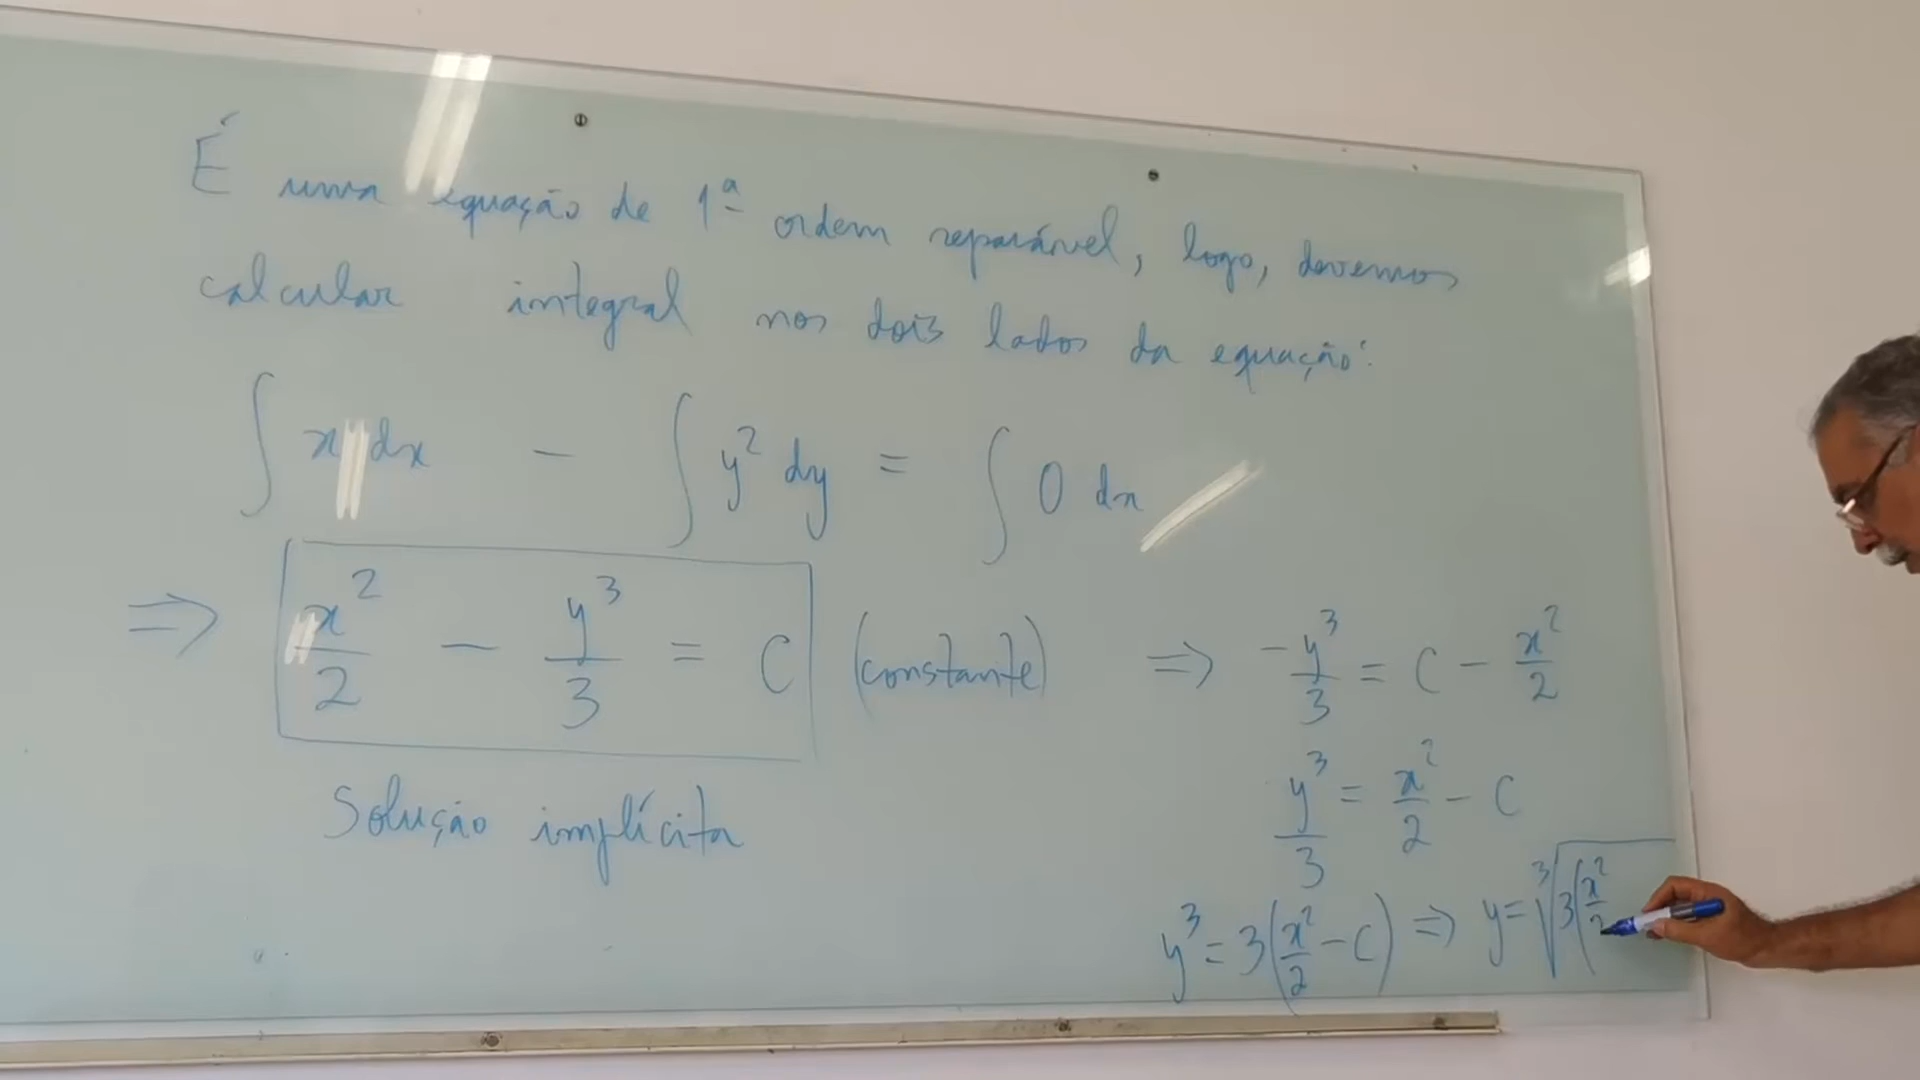 É uma equação de 1ª ordem separável, logo, devemos
calcular integral nos dois lados da equação:
∫ x dx - ∫ y² dy = ∫ 0 dx
⇒ x²/2 - y³/3 = C (constante) ⇒ -y³/3 = C - x²/2
Solução implícita
y³/3 = x²/2 - C
y³ = 3(x²/2 - C) ⇒ y = ∛3(x²/2